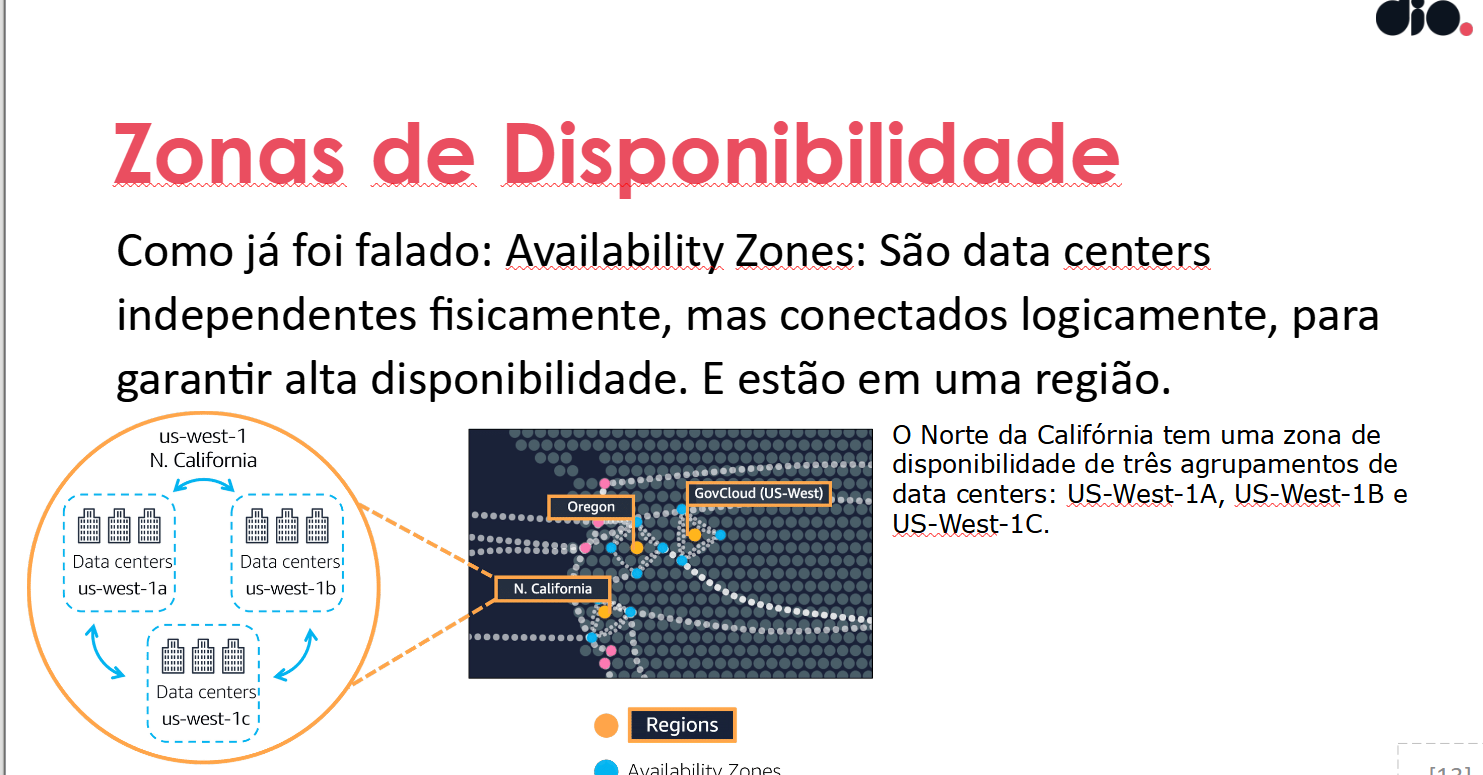 dio.
Zonas de Disponibilidade
Como já foi falado: Availability Zones: São data centers
independentes fisicamente, mas conectados logicamente, para
garantir alta disponibilidade. E estão em uma região.
us-west-1
N. California
Data centers
us-west-1a
Data centers
us-west-1b
Data centers
us-west-1c
Oregon
GovCloud (US-West)
N. California
Regions
Availability Zones
O Norte da Califórnia tem uma zona de
disponibilidade de três agrupamentos de
data centers: US-West-1A, US-West-1B e
US-West-1C.